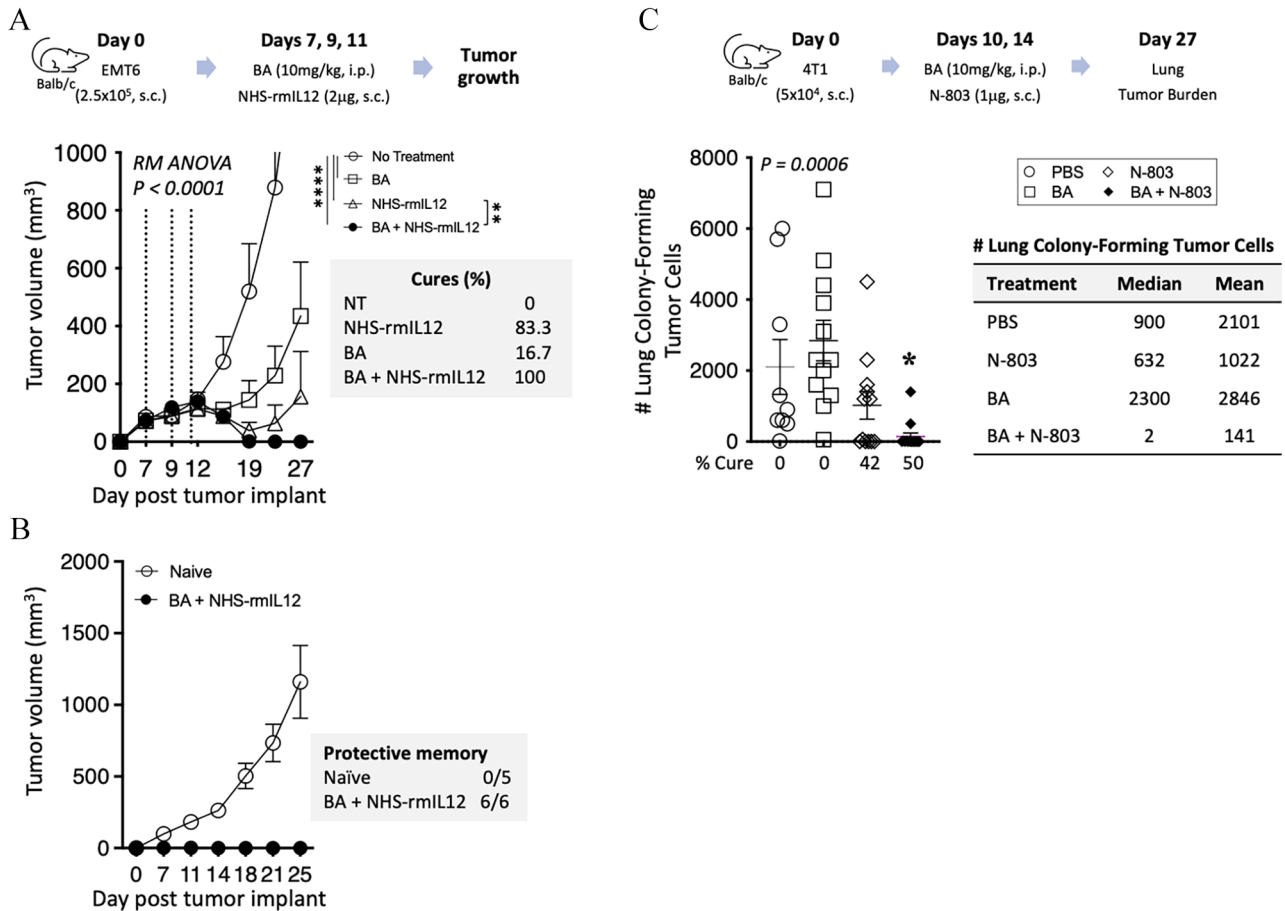 A
Day 0
Days 7, 9, 11
Tumor
growth
Balb/c
EMT6
(2.5x10⁵, s.c.)
BA (10mg/kg, i.p.)
NHS-rmIL12 (2µg, s.c.)
Tumor volume (mm³)
1000
800
600
400
200
0
RM ANOVA
P < 0.0001
****
No Treatment
BA
NHS-rmIL12
BA + NHS-rmIL12
**
Cures (%)
NT 0
NHS-rmIL12 83.3
BA 16.7
BA + NHS-rmIL12 100
0 7 9 12 19 27
Day post tumor implant
B
Tumor volume (mm³)
2000
1500
1000
500
0
Naive
BA + NHS-rmIL12
Protective memory
Naïve 0/5
BA + NHS-rmIL12 6/6
0 7 11 14 18 21 25
Day post tumor implant
C
Day 0
Days 10, 14
Day 27
Balb/c
4T1
(5x10⁴, s.c.)
BA (10mg/kg, i.p.)
N-803 (1µg, s.c.)
Lung
Tumor Burden
# Lung Colony-Forming
Tumor Cells
8000
6000
4000
2000
0
P = 0.0006
*
% Cure 0 0 42 50
PBS N-803
BA BA + N-803
# Lung Colony-Forming Tumor Cells
Treatment Median Mean
PBS 900 2101
N-803 632 1022
BA 2300 2846
BA + N-803 2 141